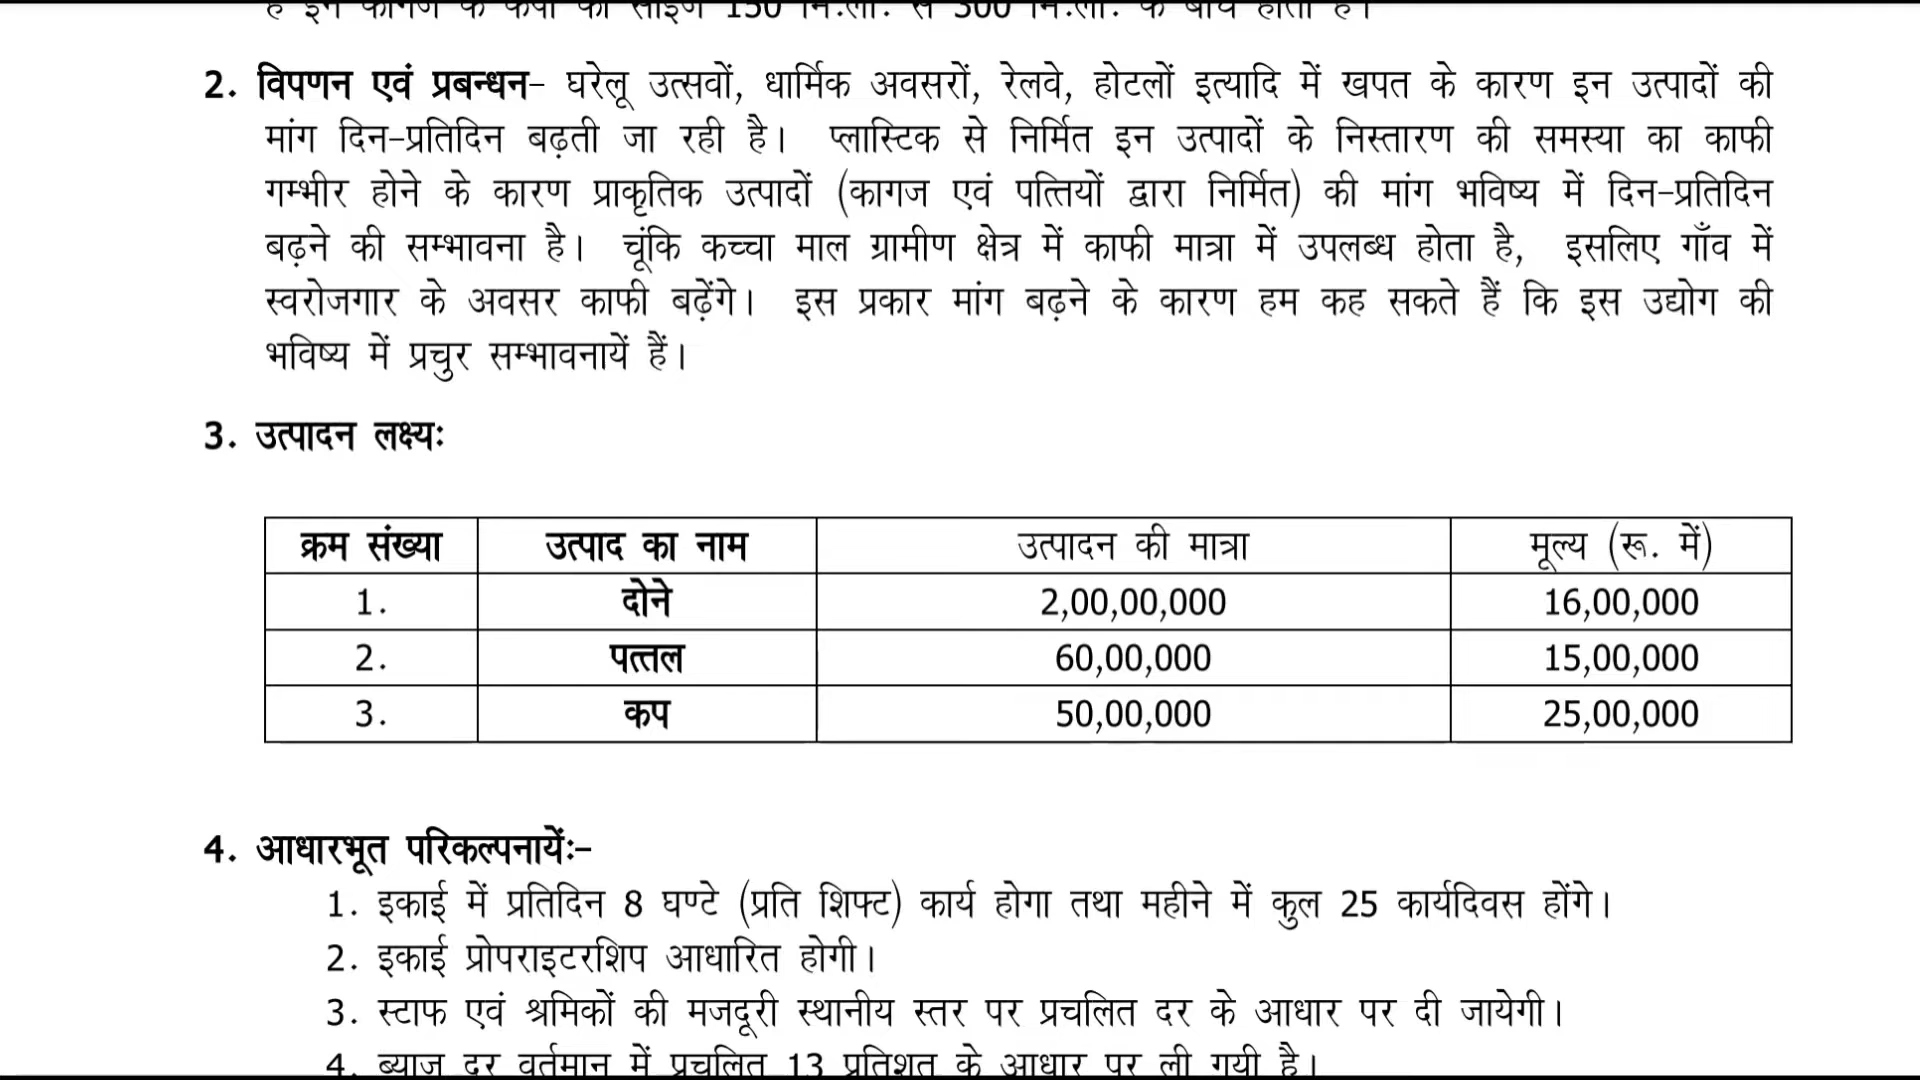 है इन कागज के कपों का साइज 150 मि.ली. से 300 मि.ली. के बीच होता है।
2. विपणन एवं प्रबन्धन- घरेलू उत्सवों, धार्मिक अवसरों, रेलवे, होटलों इत्यादि में खपत के कारण इन उत्पादों की
मांग दिन-प्रतिदिन बढ़ती जा रही है। प्लास्टिक से निर्मित इन उत्पादों के निस्तारण की समस्या का काफी
गम्भीर होने के कारण प्राकृतिक उत्पादों (कागज एवं पत्तियों द्वारा निर्मित) की मांग भविष्य में दिन-प्रतिदिन
बढ़ने की सम्भावना है। चूंकि कच्चा माल ग्रामीण क्षेत्र में काफी मात्रा में उपलब्ध होता है, इसलिए गाँव में
स्वरोजगार के अवसर काफी बढ़ेंगे। इस प्रकार मांग बढ़ने के कारण हम कह सकते हैं कि इस उद्योग की
भविष्य में प्रचुर सम्भावनायें हैं।
3. उत्पादन लक्ष्यः
क्रम संख्या उत्पाद का नाम उत्पादन की मात्रा मूल्य (रू. में)
1. दोने 2,00,00,000 16,00,000
2. पत्तल 60,00,000 15,00,000
3. कप 50,00,000 25,00,000
4. आधारभूत परिकल्पनायेंः-
1. इकाई में प्रतिदिन 8 घण्टे (प्रति शिफ्ट) कार्य होगा तथा महीने में कुल 25 कार्यदिवस होंगे।
2. इकाई प्रोपराइटरशिप आधारित होगी।
3. स्टाफ एवं श्रमिकों की मजदूरी स्थानीय स्तर पर प्रचलित दर के आधार पर दी जायेगी।
4. ब्याज दर वर्तमान में प्रचलित 13 प्रतिशत के आधार पर ली गयी है।